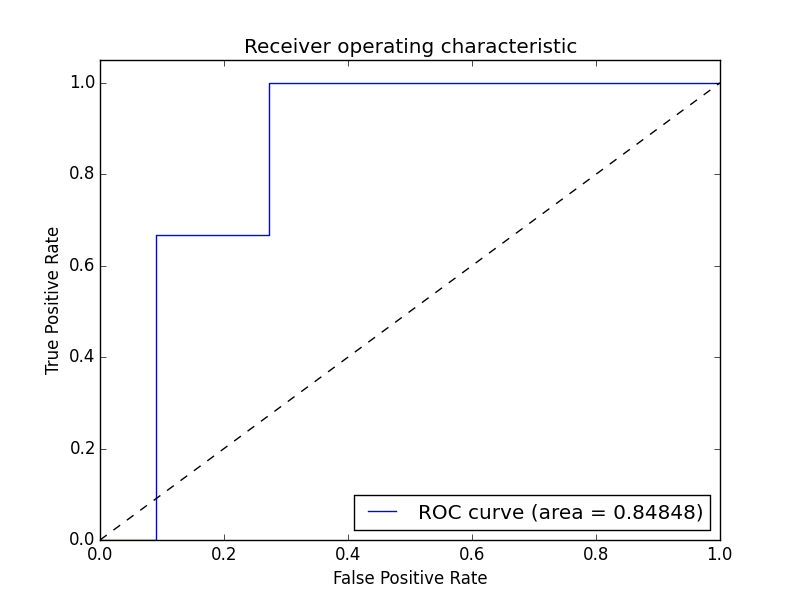 Receiver operating characteristic
1.0
0.8
0.6
0.4
0.2
0.0
True Positive Rate
ROC curve (area = 0.84848)
0.0 0.2 0.4 0.6 0.8 1.0
False Positive Rate